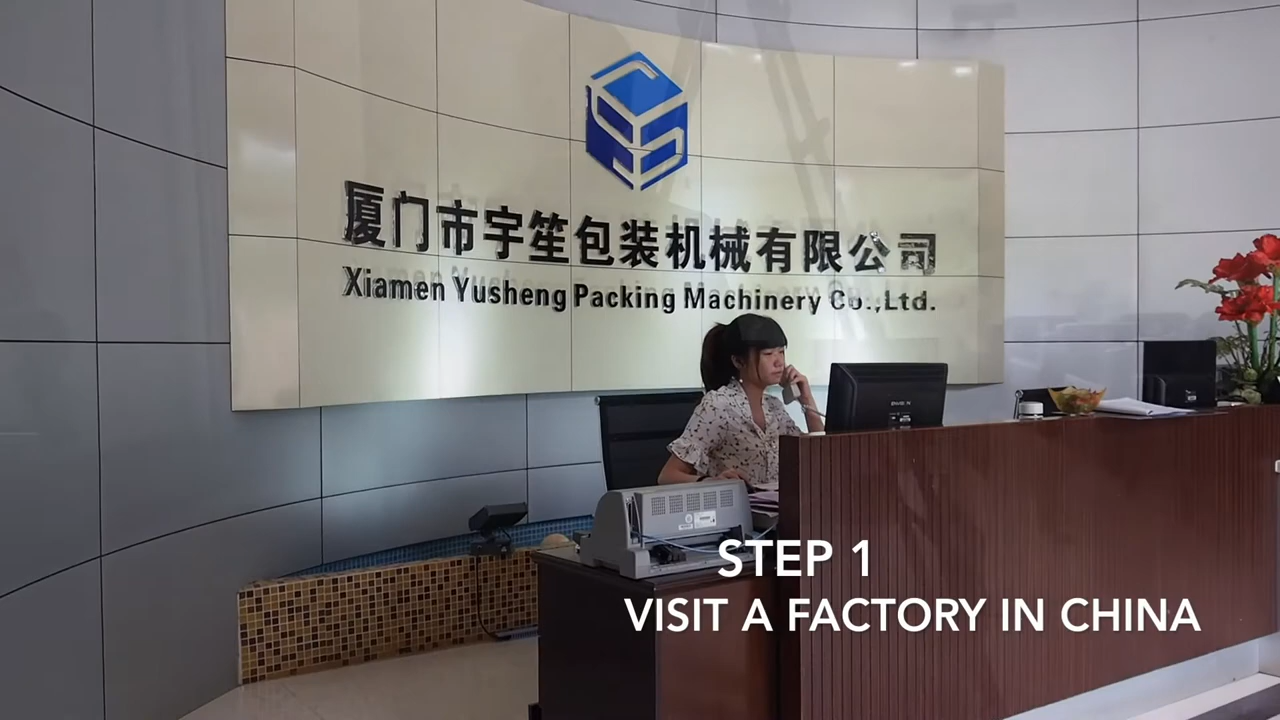 厦门市宇笙包装机械有限公司
Xiamen Yusheng Packing Machinery Co.,Ltd.
STEP 1
VISIT A FACTORY IN CHINA